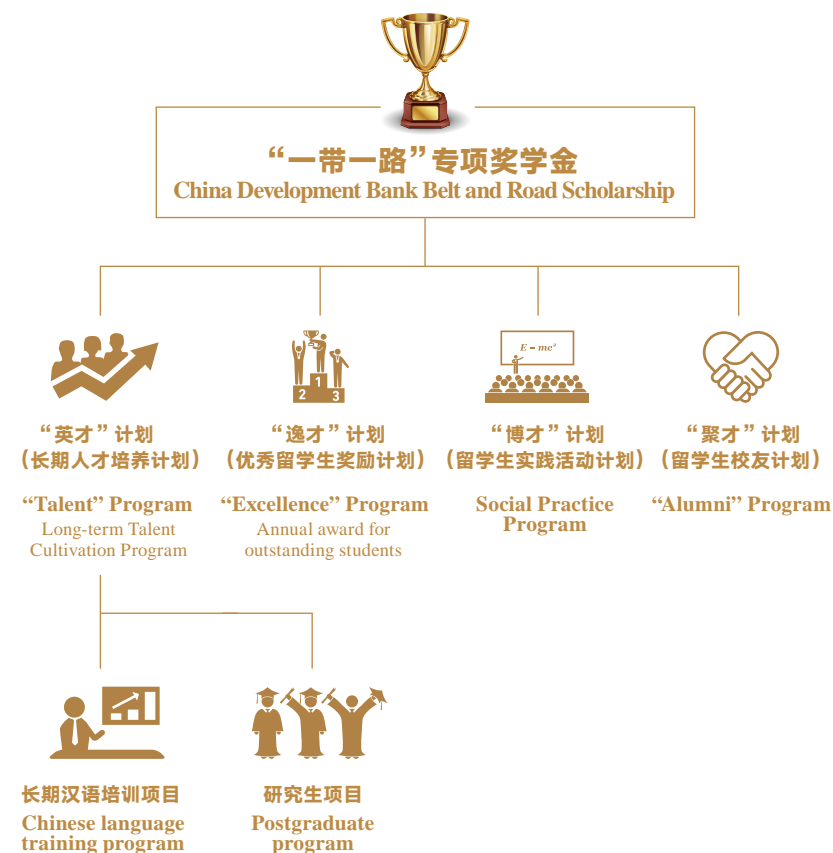 “一带一路”专项奖学金
China Development Bank Belt and Road Scholarship
1
2
3
E = mc²
“英才”计划
（长期人才培养计划）
“Talent” Program
Long-term Talent
Cultivation Program
“逸才”计划
（优秀留学生奖励计划）
“Excellence” Program
Annual award for
outstanding students
“博才”计划
（留学生实践活动计划）
Social Practice
Program
“聚才”计划
（留学生校友计划）
“Alumni” Program
长期汉语培训项目
Chinese language
training program
研究生项目
Postgraduate
program